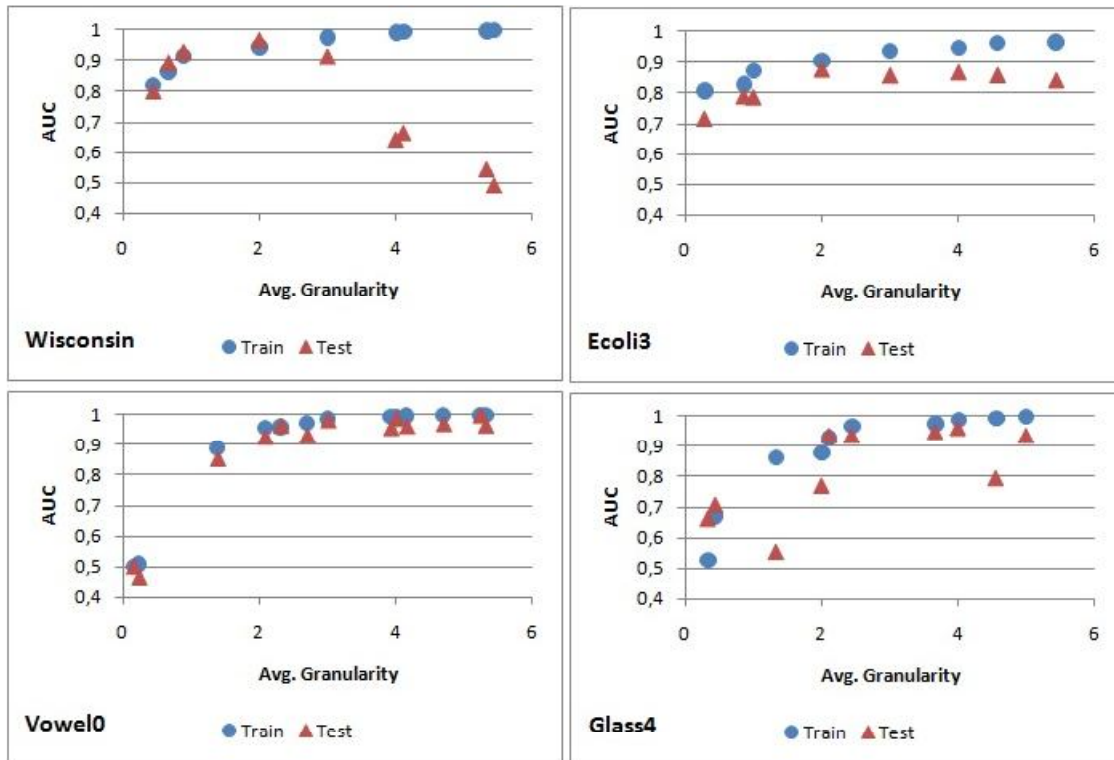 1
0,9
0,8
0,7
0,6
0,5
0,4
AUC
0 2 4 6
Avg. Granularity
Wisconsin
Train Test
1
0,9
0,8
0,7
0,6
0,5
0,4
AUC
0 2 4 6
Avg. Granularity
Ecoli3
Train Test
1
0,9
0,8
0,7
0,6
0,5
0,4
AUC
0 2 4 6
Avg. Granularity
Vowel0
Train Test
1
0,9
0,8
0,7
0,6
0,5
0,4
AUC
0 2 4 6
Avg. Granularity
Glass4
Train Test